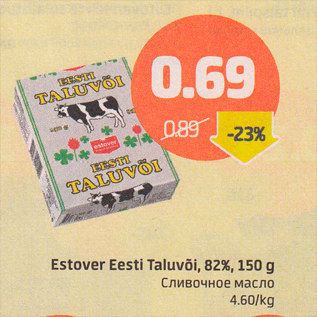 0.69
0.89
-23%
EESTI
TALUVÕI
estover
EESTI
TALUVÕI
Estover Eesti Taluvõi, 82%, 150 g
Сливочное масло
4.60/kg